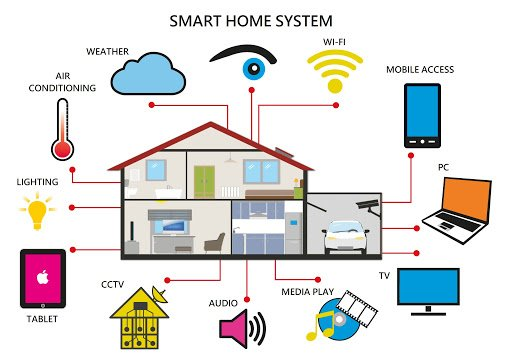 SMART HOME SYSTEM
WEATHER
WI-FI
AIR
CONDITIONING
MOBILE ACCESS
LIGHTING
PC
TABLET
CCTV
AUDIO
MEDIA PLAY
TV